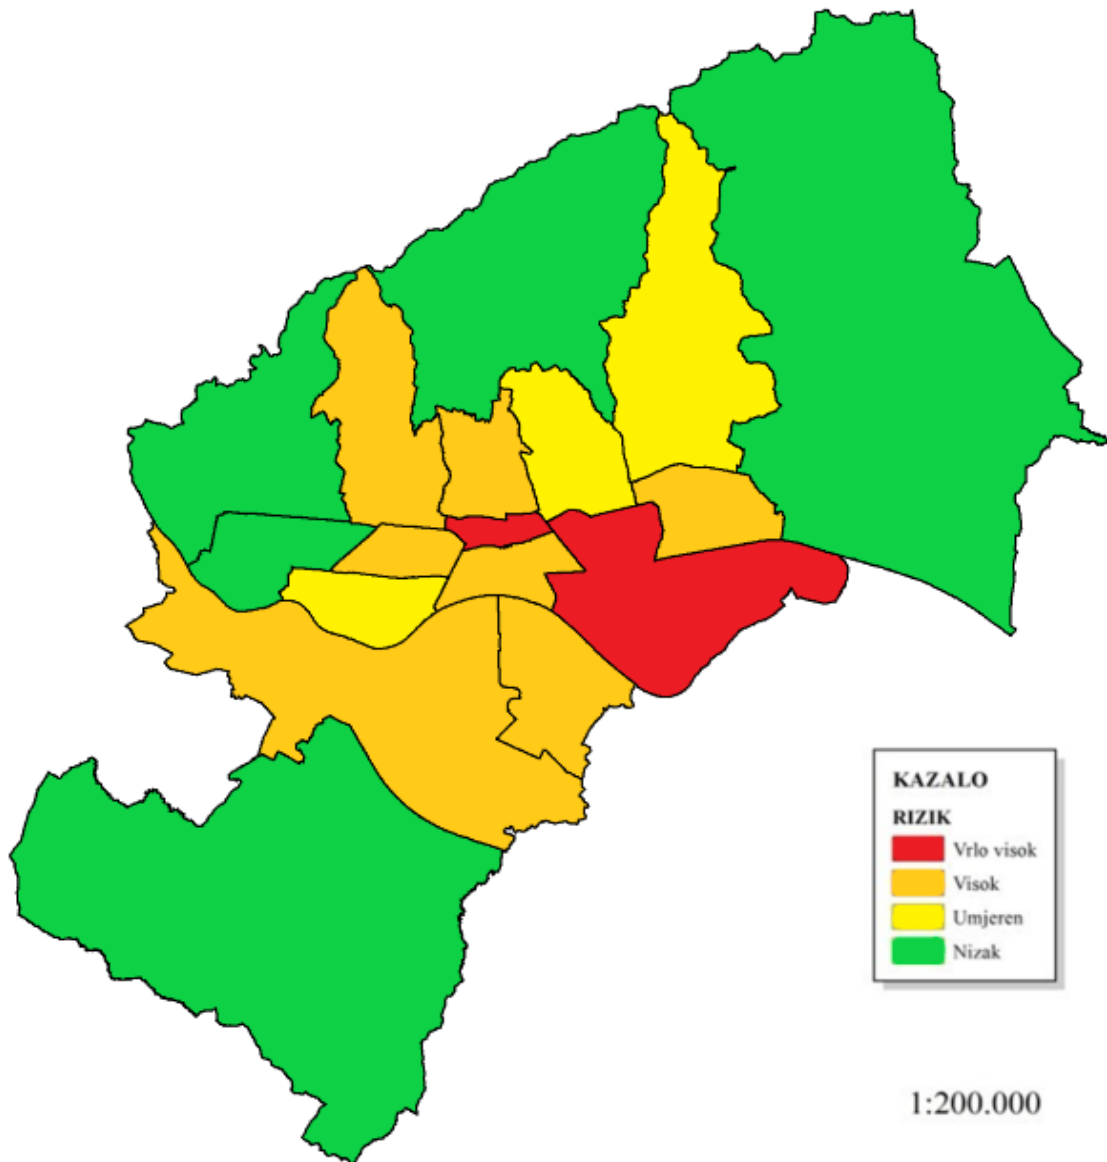 KAZALO
RIZIK
Vrlo visok
Visok
Umjeren
Nizak
1:200.000